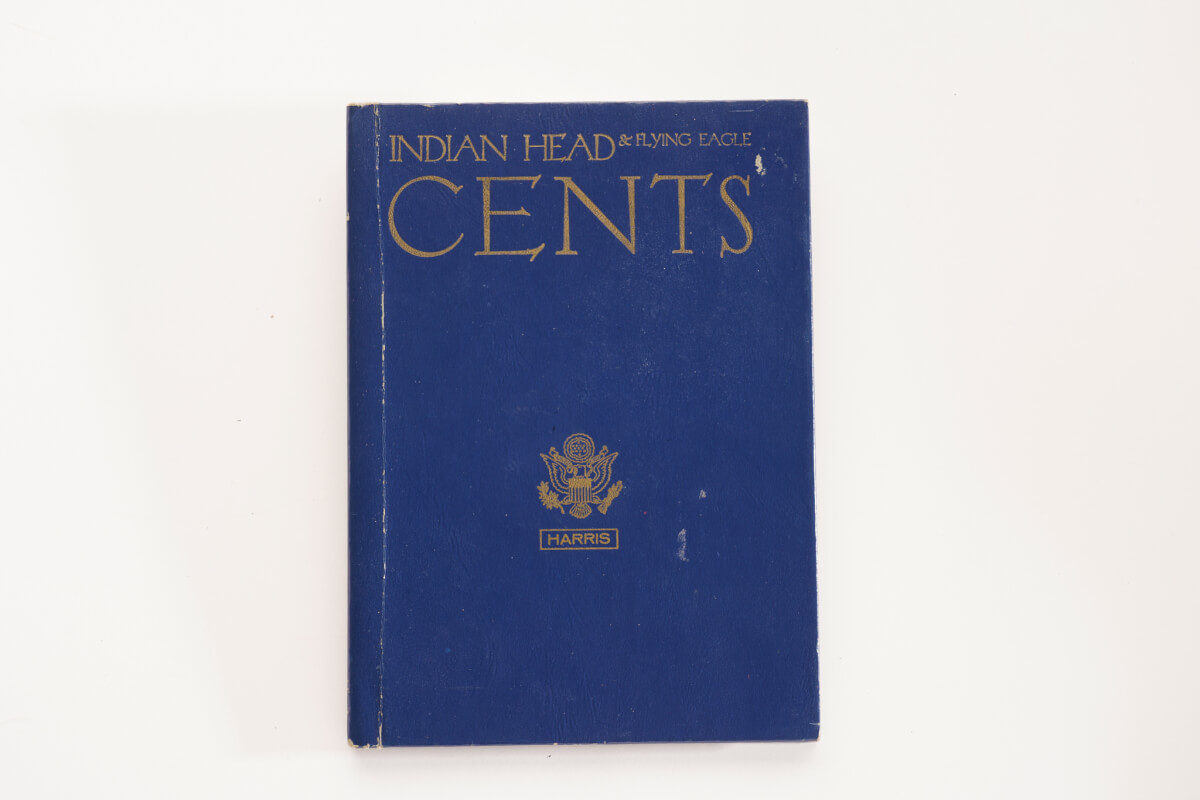 INDIAN HEAD & FLYING EAGLE
CENTS
HARRIS